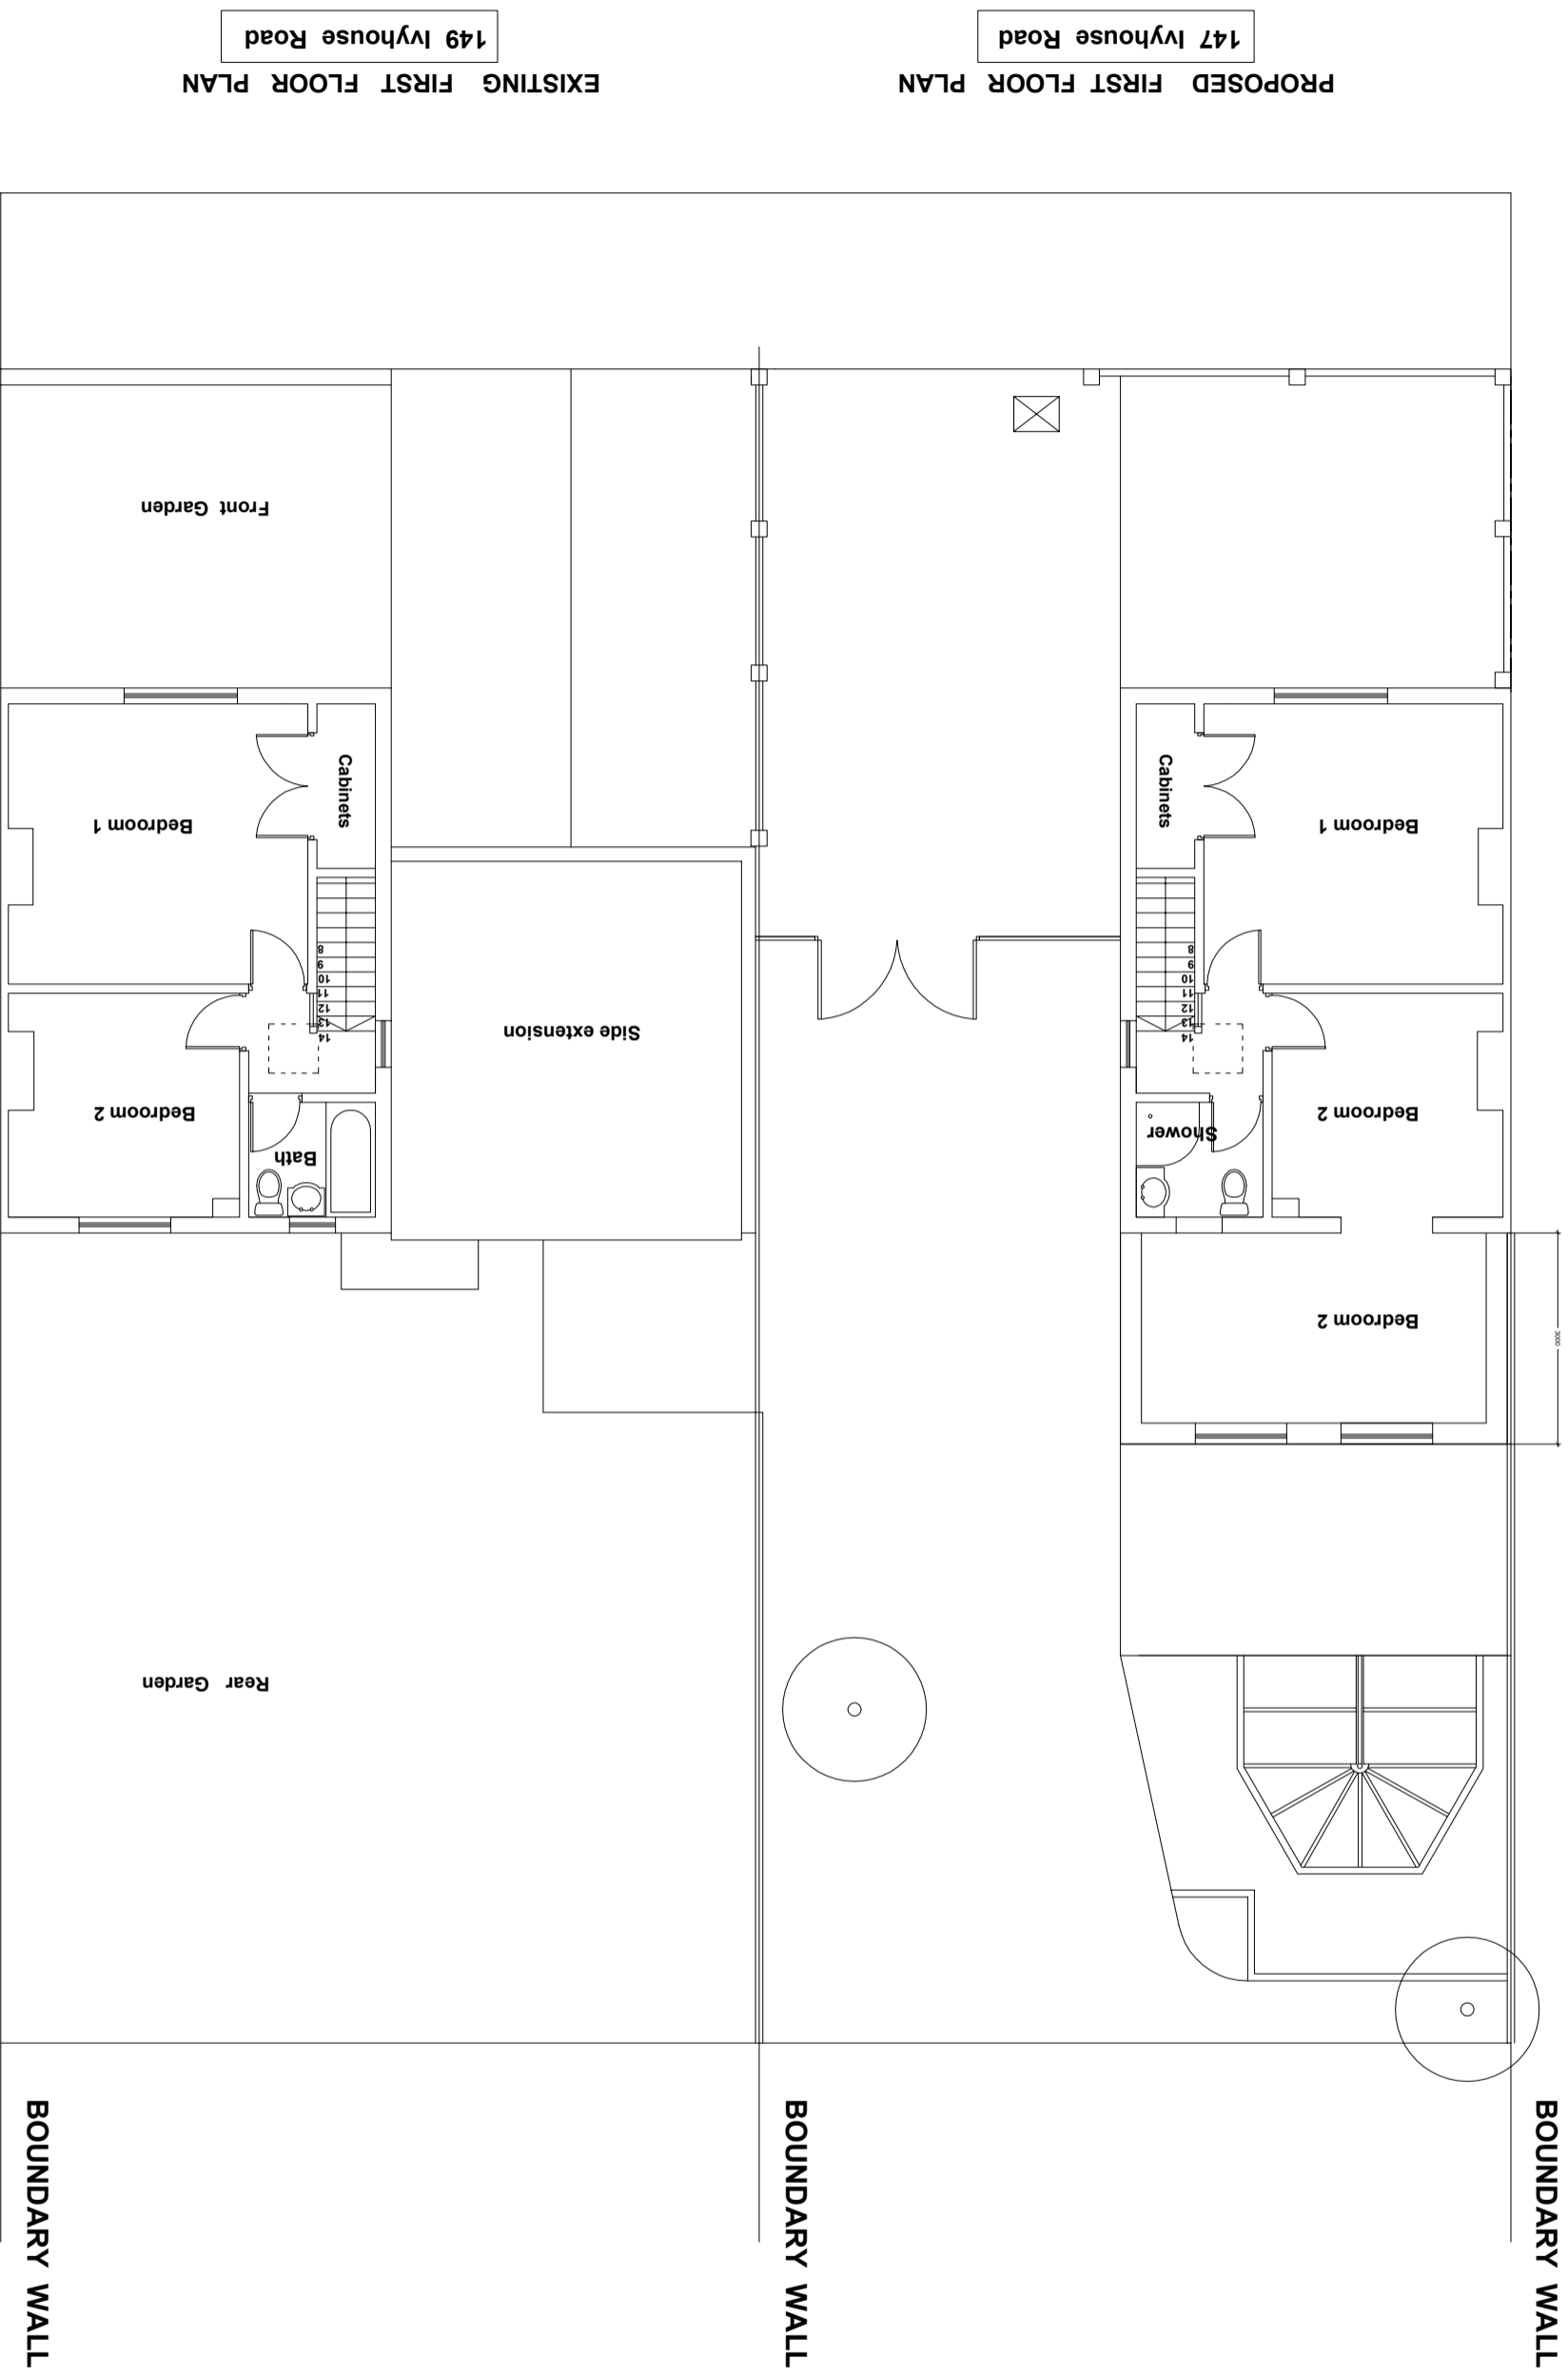 BOUNDARY WALL
BOUNDARY WALL
BOUNDARY WALL
Rear Garden
3000
Bedroom 2
Shower
Bath
Bedroom 2
Bedroom 2
Side extension
14
13
12
11
10
9
8
14
13
12
11
10
9
8
Bedroom 1
Cabinets
Cabinets
Bedroom 1
Front Garden
PROPOSED FIRST FLOOR PLAN
147 Ivyhouse Road
EXISTING FIRST FLOOR PLAN
149 Ivyhouse Road